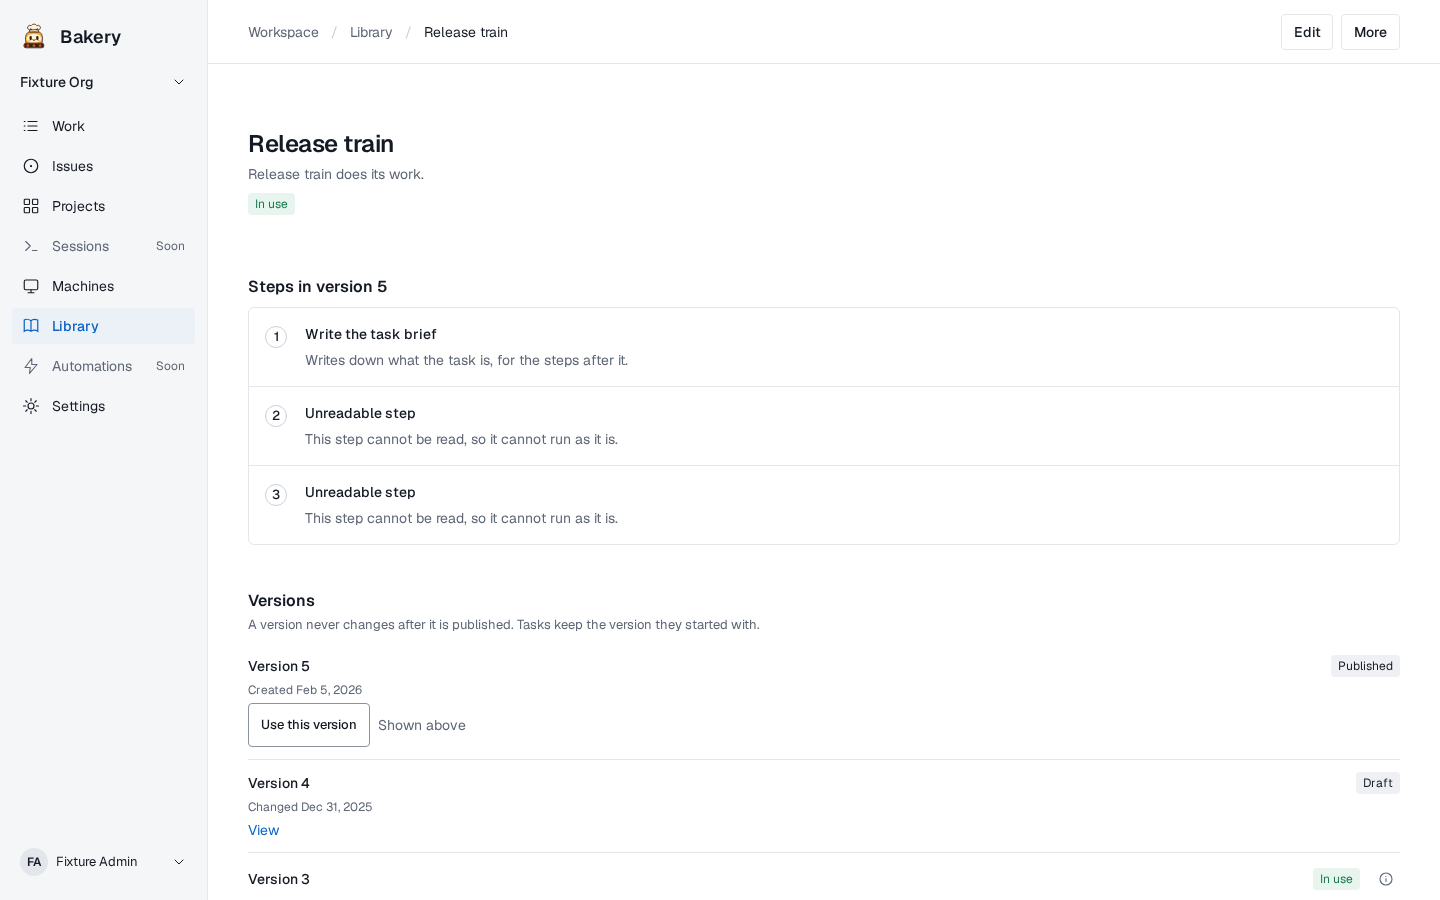 Bakery
Fixture Org
Work
Issues
Projects
Sessions Soon
Machines
Library
Automations Soon
Settings
FA Fixture Admin
Workspace / Library / Release train
Edit More
Release train
Release train does its work.
In use
Steps in version 5
1 Write the task brief
Writes down what the task is, for the steps after it.
2 Unreadable step
This step cannot be read, so it cannot run as it is.
3 Unreadable step
This step cannot be read, so it cannot run as it is.
Versions
A version never changes after it is published. Tasks keep the version they started with.
Version 5 Published
Created Feb 5, 2026
Use this version Shown above
Version 4 Draft
Changed Dec 31, 2025
View
Version 3 In use